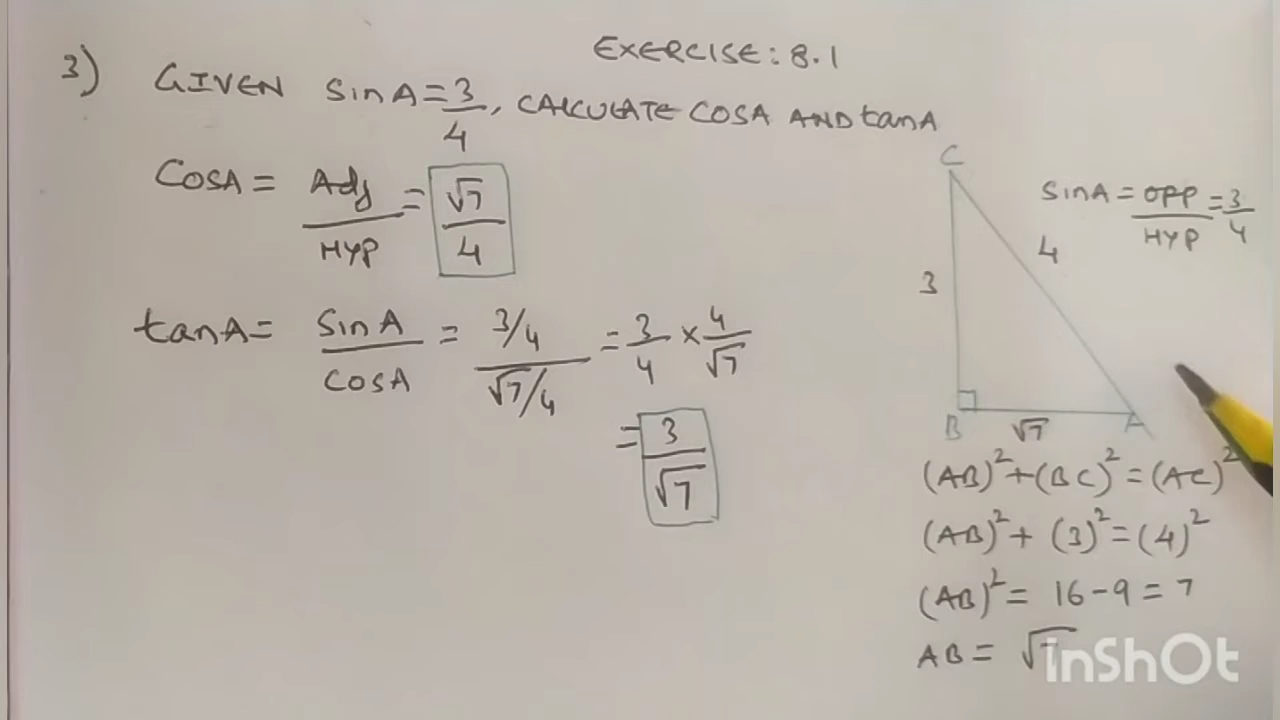 EXERCISE: 8.1
3) GIVEN sinA = 3/4, CALCULATE COSA AND tanA
COSA = Adj/HYP = √7/4
tanA = SinA/COSA = 3/4 / √7/4 = 3/4 × 4/√7
= 3/√7
C
SinA = OPP/HYP = 3/4
4
3
B √7 A
(AB)² + (BC)² = (AC)²
(AB)² + (3)² = (4)²
(AB)² = 16 - 9 = 7
AB = √
InShOt